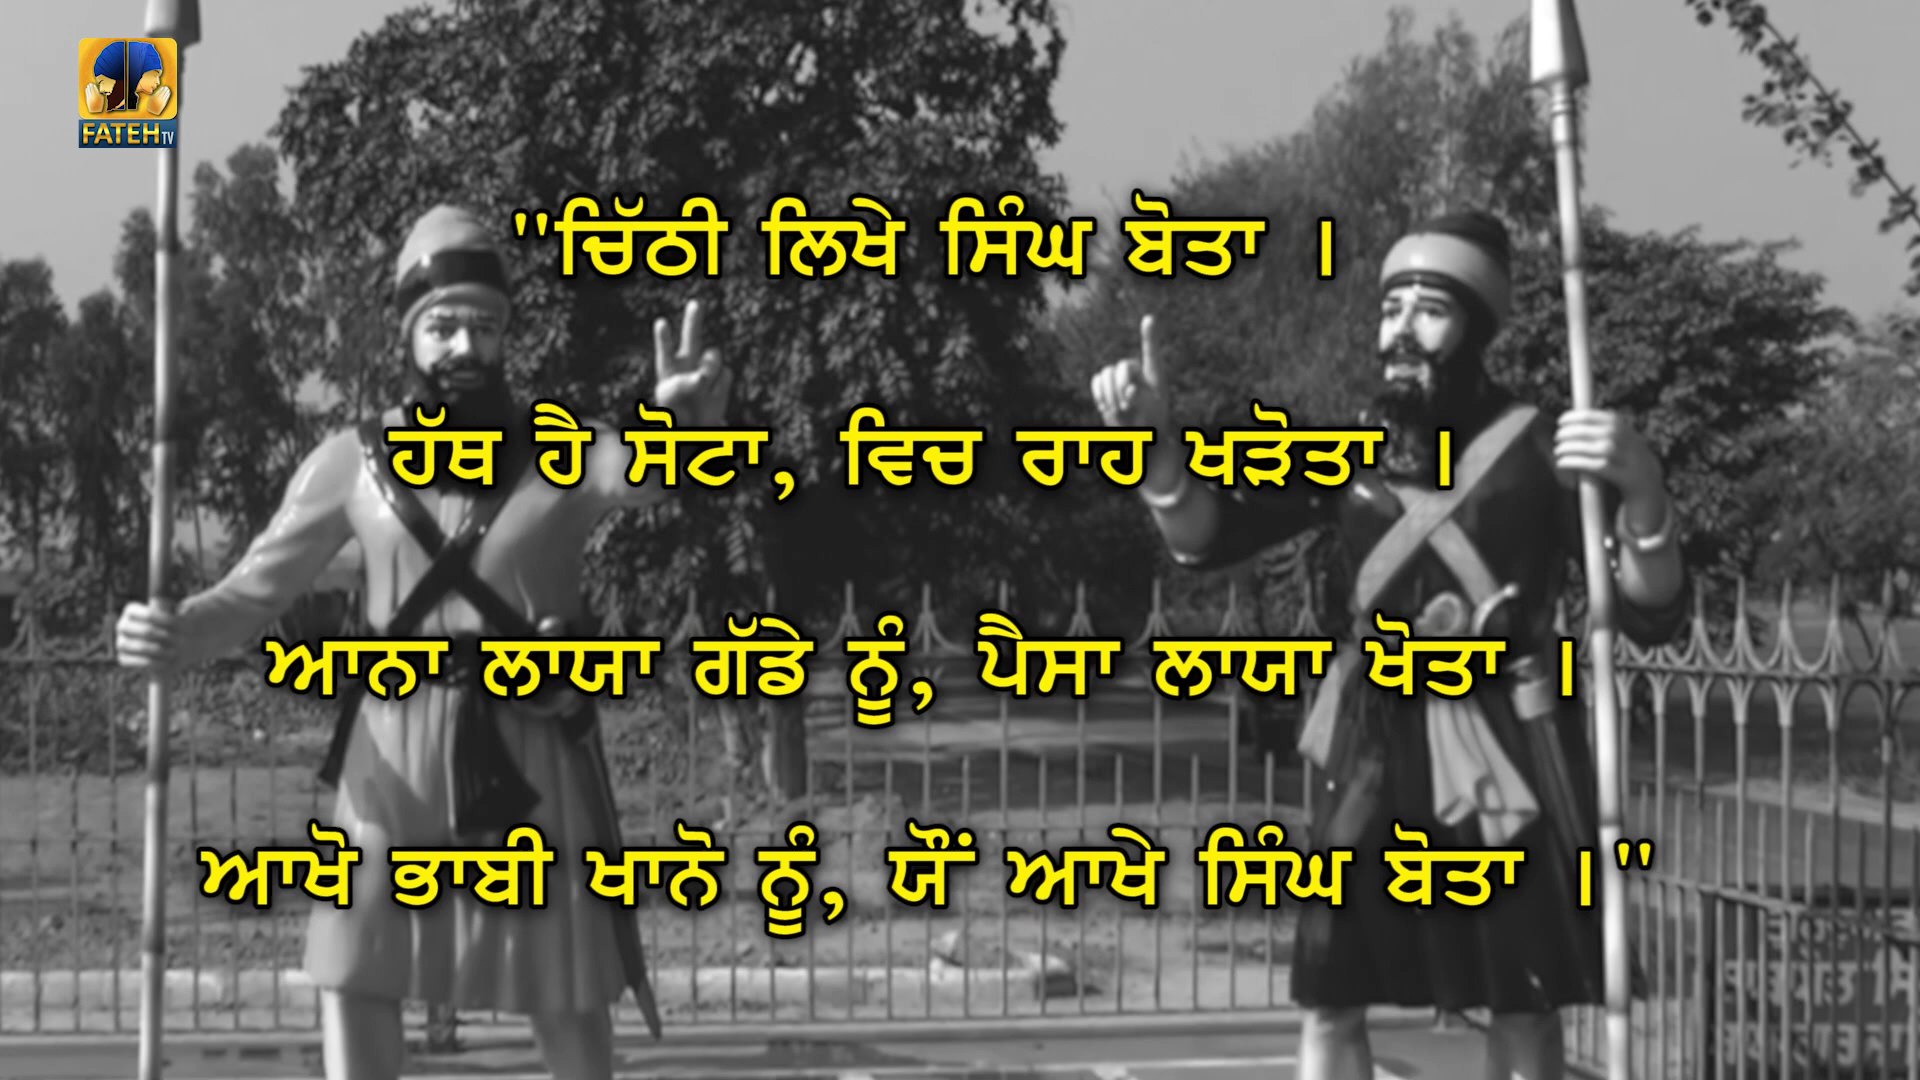 FATEH TV
"ਚਿੱਠੀ ਲਿਖੇ ਸਿੰਘ ਬੋਤਾ ।
ਹੱਥ ਹੈ ਸੋਟਾ, ਵਿਚ ਰਾਹ ਖੜੋਤਾ ।
ਆਨਾ ਲਾਯਾ ਗੱਡੇ ਨੂੰ, ਪੈਸਾ ਲਾਯਾ ਖੋਤਾ ।
ਆਖੋ ਭਾਬੀ ਖਾਨੋ ਨੂੰ, ਯੌਂ ਆਖੇ ਸਿੰਘ ਬੋਤਾ ।"